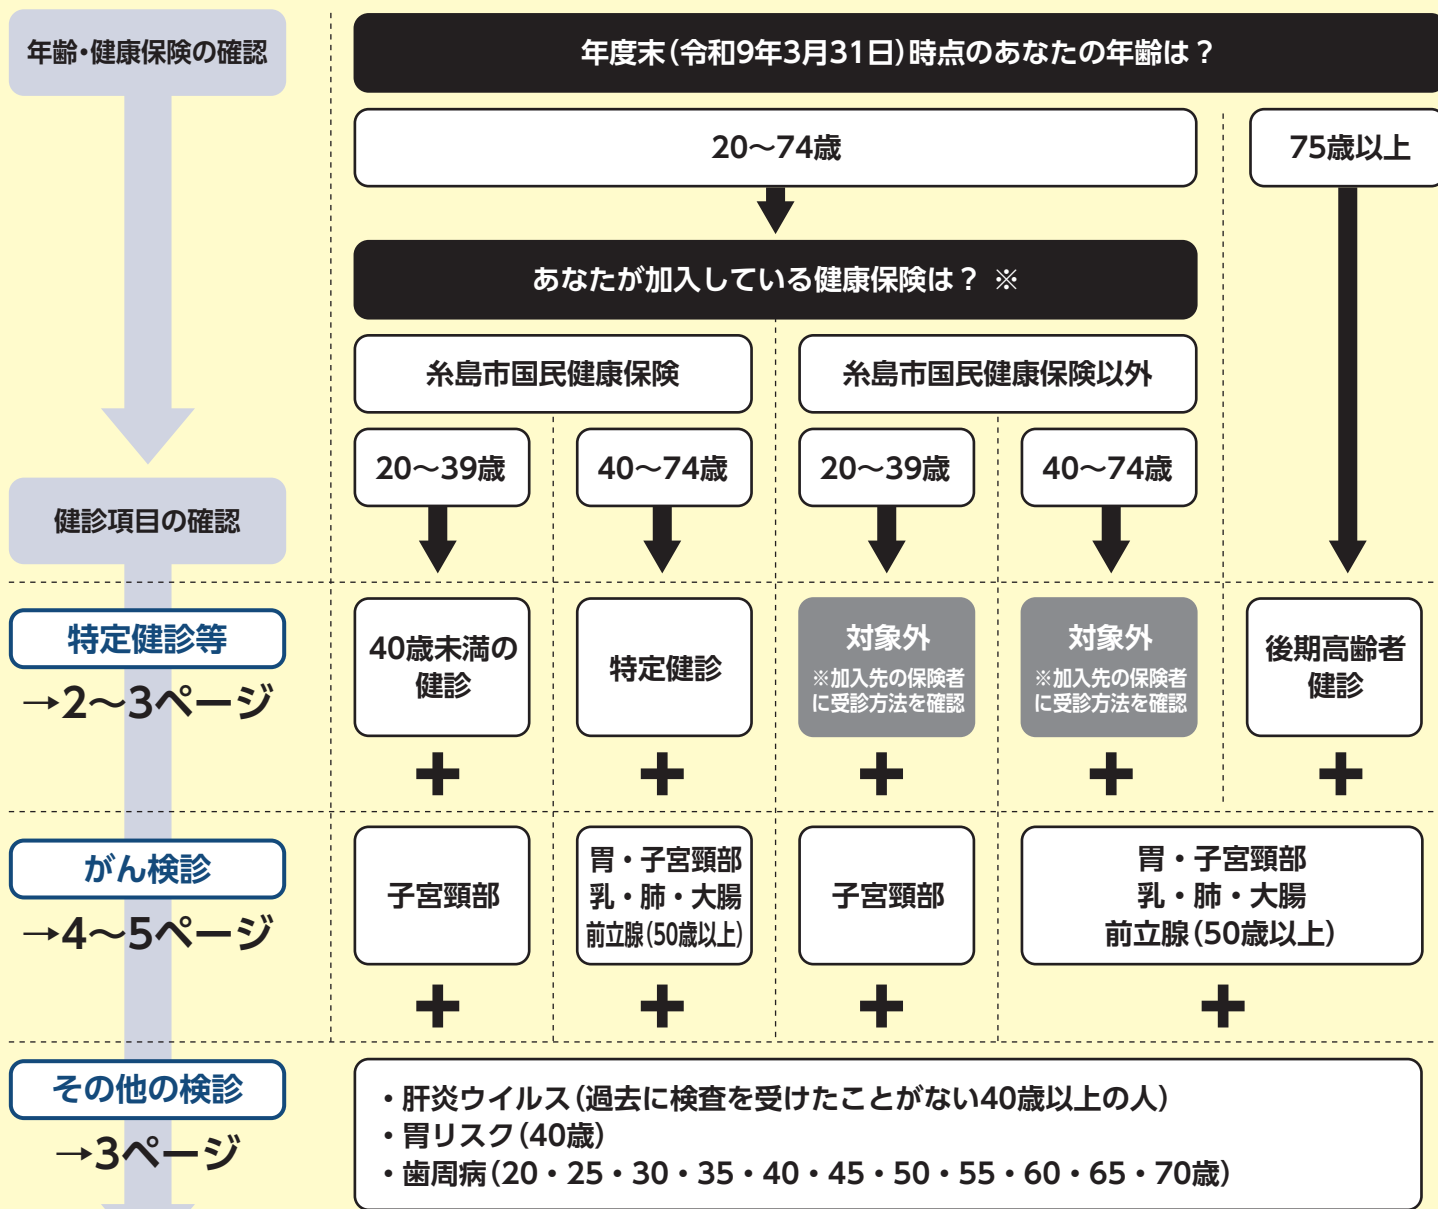 年齢・健康保険の確認
年度末(令和9年3月31日)時点のあなたの年齢は?
20～74歳
75歳以上
あなたが加入している健康保険は? ※
糸島市国民健康保険
糸島市国民健康保険以外
20～39歳
40～74歳
20～39歳
40～74歳
健診項目の確認
特定健診等
→2～3ページ
40歳未満の
健診
特定健診
対象外
※加入先の保険者
に受診方法を確認
対象外
※加入先の保険者
に受診方法を確認
後期高齢者
健診
+
+
+
+
+
がん検診
→4～5ページ
子宮頸部
胃・子宮頸部
乳・肺・大腸
前立腺(50歳以上)
子宮頸部
胃・子宮頸部
乳・肺・大腸
前立腺(50歳以上)
+
+
+
+
その他の検診
→3ページ
・肝炎ウイルス(過去に検査を受けたことがない40歳以上の人)
・胃リスク(40歳)
・歯周病(20・25・30・35・40・45・50・55・60・65・70歳)